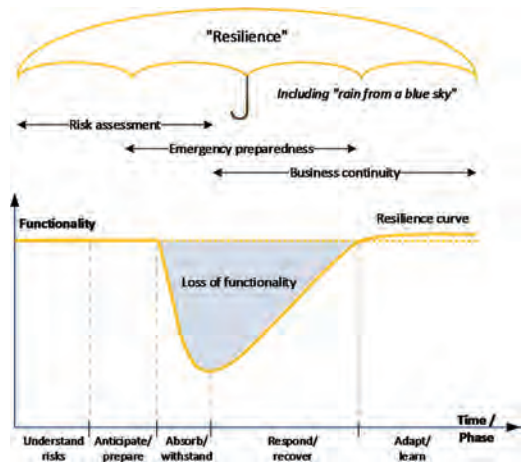 "Resilience"
Including "rain from a blue sky"
Risk assessment
Emergency preparedness
Business continuity
Functionality
Resilience curve
Loss of functionality
Time /
Phase
Understand
risks
Anticipate/
prepare
Absorb/
withstand
Respond/
recover
Adapt/
learn